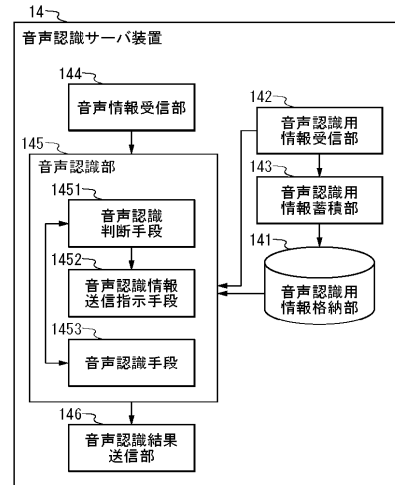 14
音声認識サーバ装置
144
音声情報受信部
142
音声認識用
情報受信部
145
音声認識部
143
音声認識用
情報蓄積部
1451
音声認識
判断手段
141
音声認識用
情報格納部
1452
音声認識情報
送信指示手段
1453
音声認識手段
146
音声認識結果
送信部